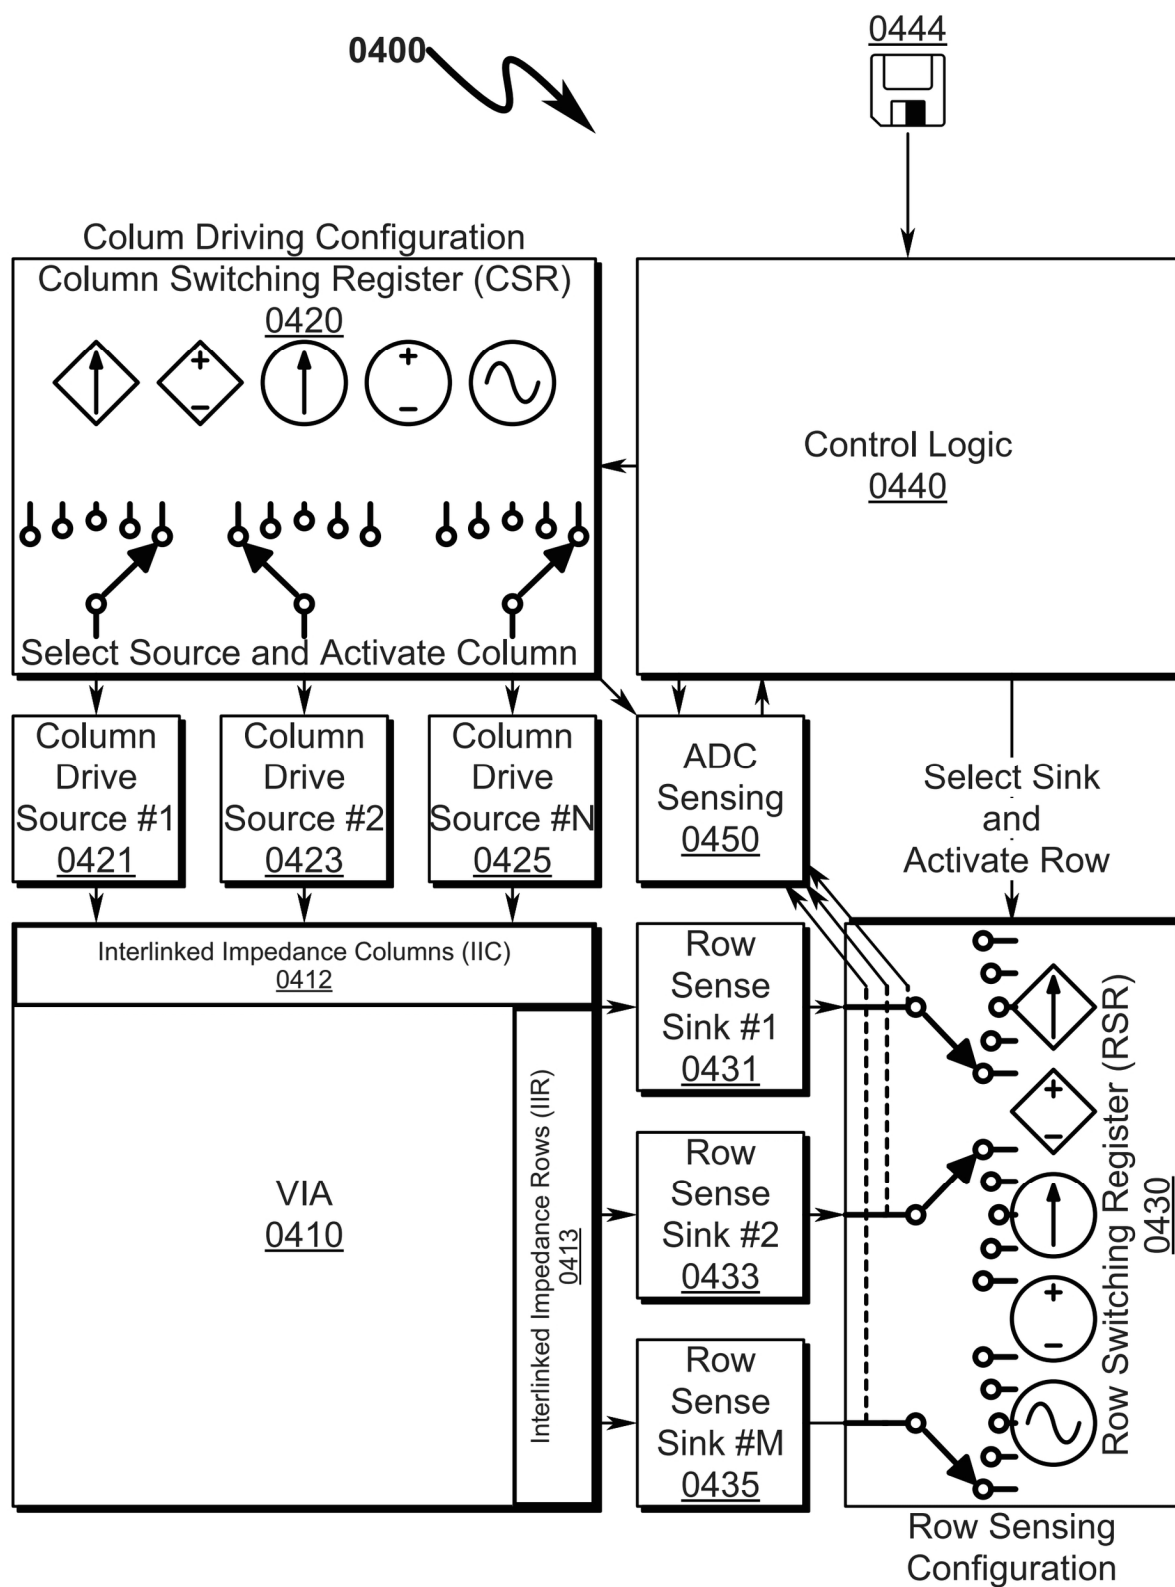 0400
0444
Colum Driving Configuration
Column Switching Register (CSR)
0420
+
−
+
−
Select Source and Activate Column
Control Logic
0440
Column
Drive
Source #1
0421
Column
Drive
Source #2
0423
Column
Drive
Source #N
0425
ADC
Sensing
0450
Select Sink
and
Activate Row
Interlinked Impedance Columns (IIC)
0412
VIA
0410
Interlinked Impedance Rows (IIR)
0413
Row
Sense
Sink #1
0431
Row
Sense
Sink #2
0433
Row
Sense
Sink #M
0435
+
−
+
−
Row Switching Register (RSR)
0430
Row Sensing
Configuration